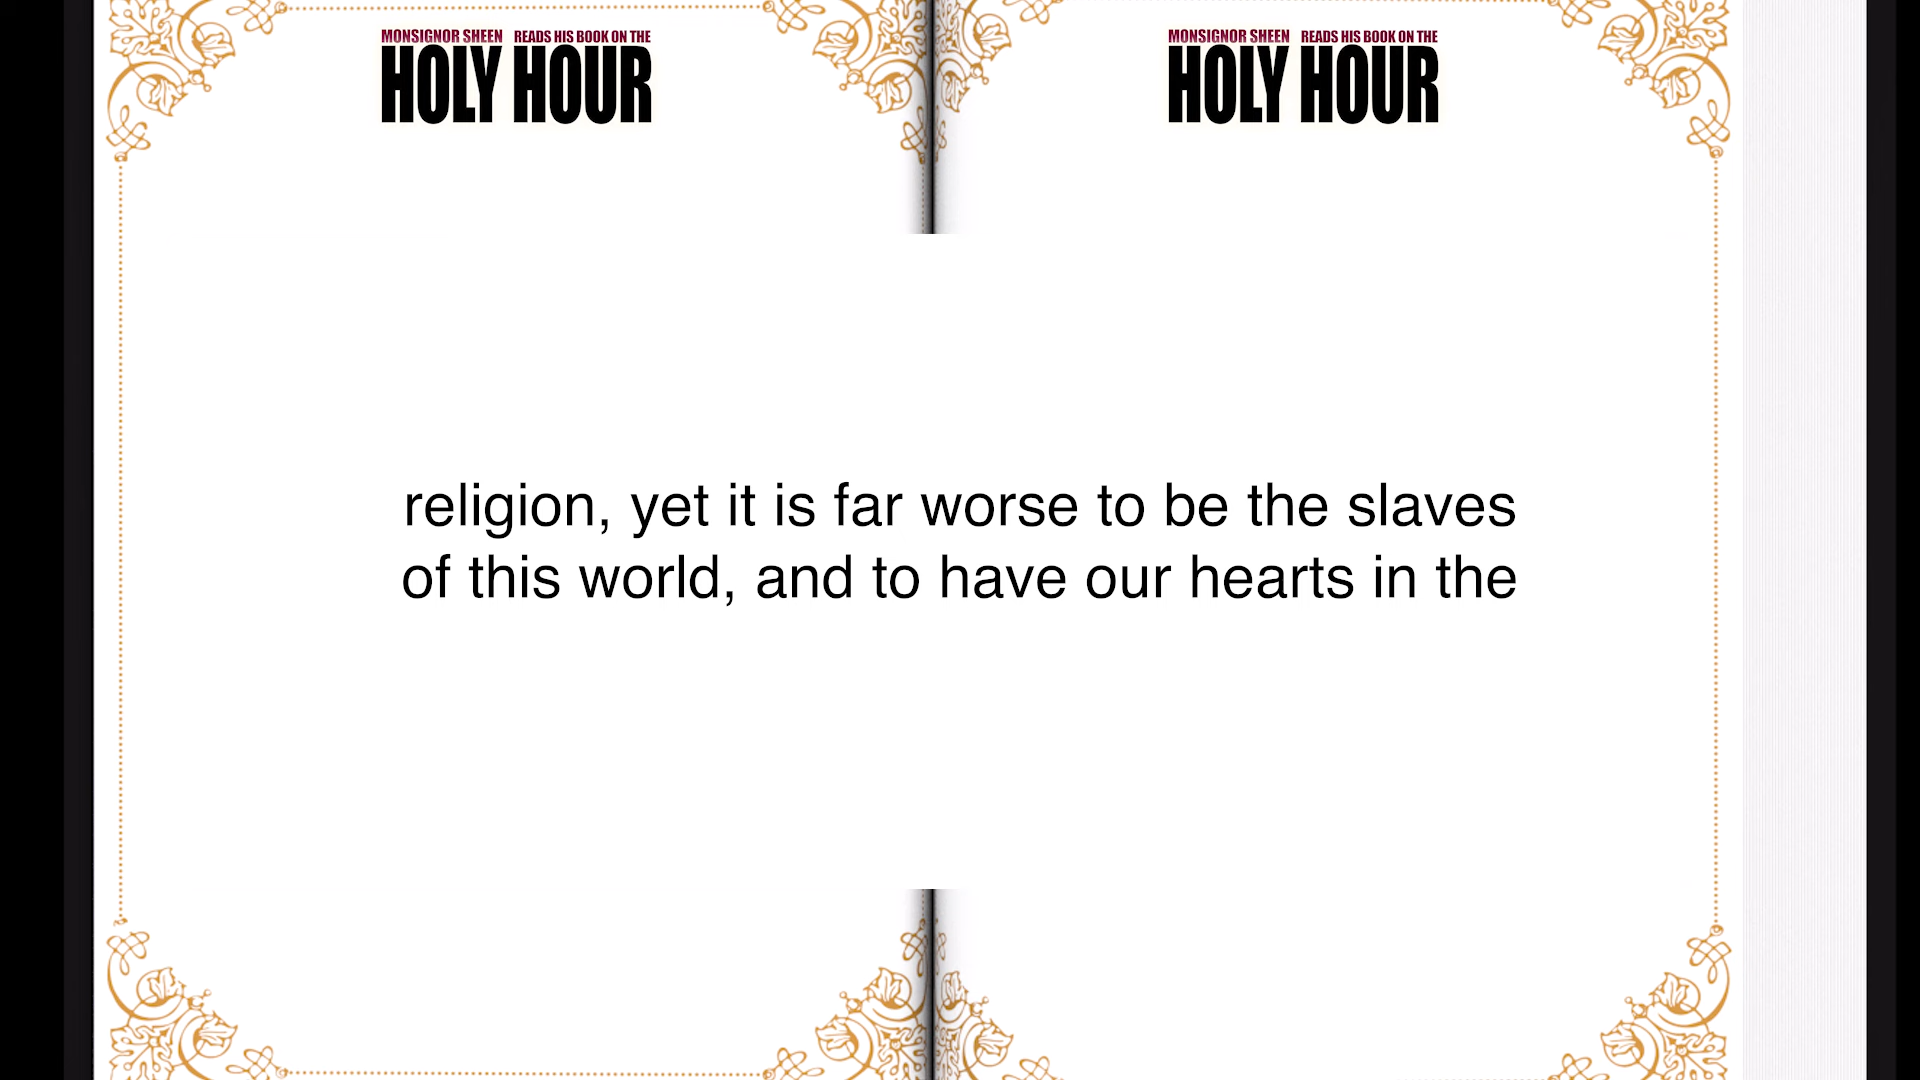 MONSIGNOR SHEEN READS HIS BOOK ON THE
HOLY HOUR
MONSIGNOR SHEEN READS HIS BOOK ON THE
HOLY HOUR
religion, yet it is far worse to be the slaves
of this world, and to have our hearts in the